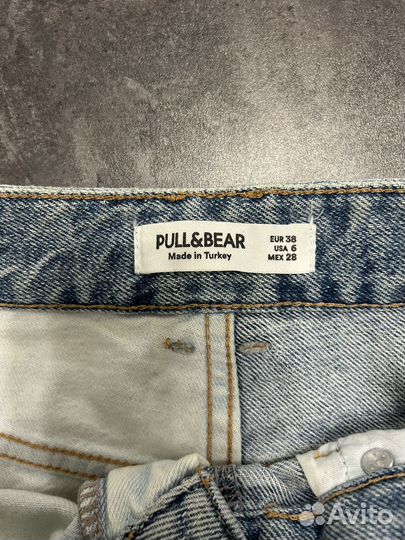 PULL&BEAR
Made in Turkey
EUR 38
USA 6
MEX 28
Avito